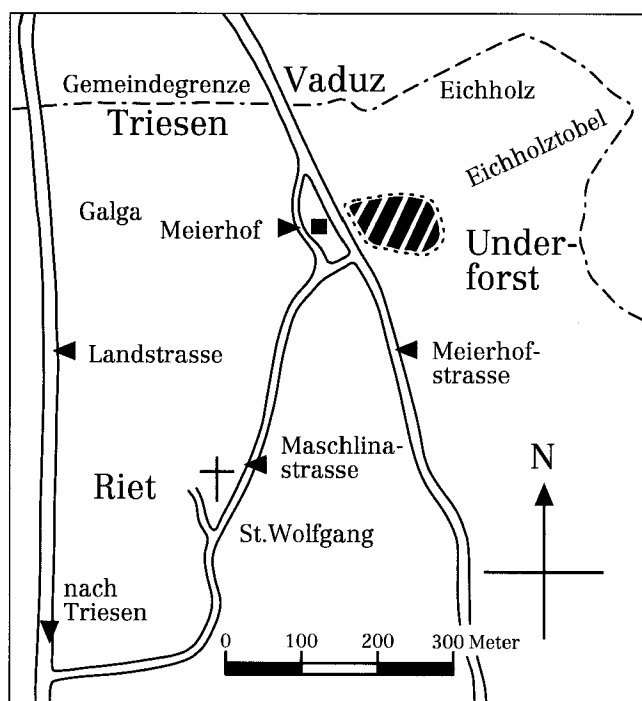 Vaduz
Gemeindegrenze
Eichholz
Triesen
Eichholztobel
Galga
Meierhof
Under-
forst
Landstrasse
Meierhof-
strasse
Maschlina-
strasse
N
Riet
St.Wolfgang
nach
Triesen
0 100 200 300 Meter